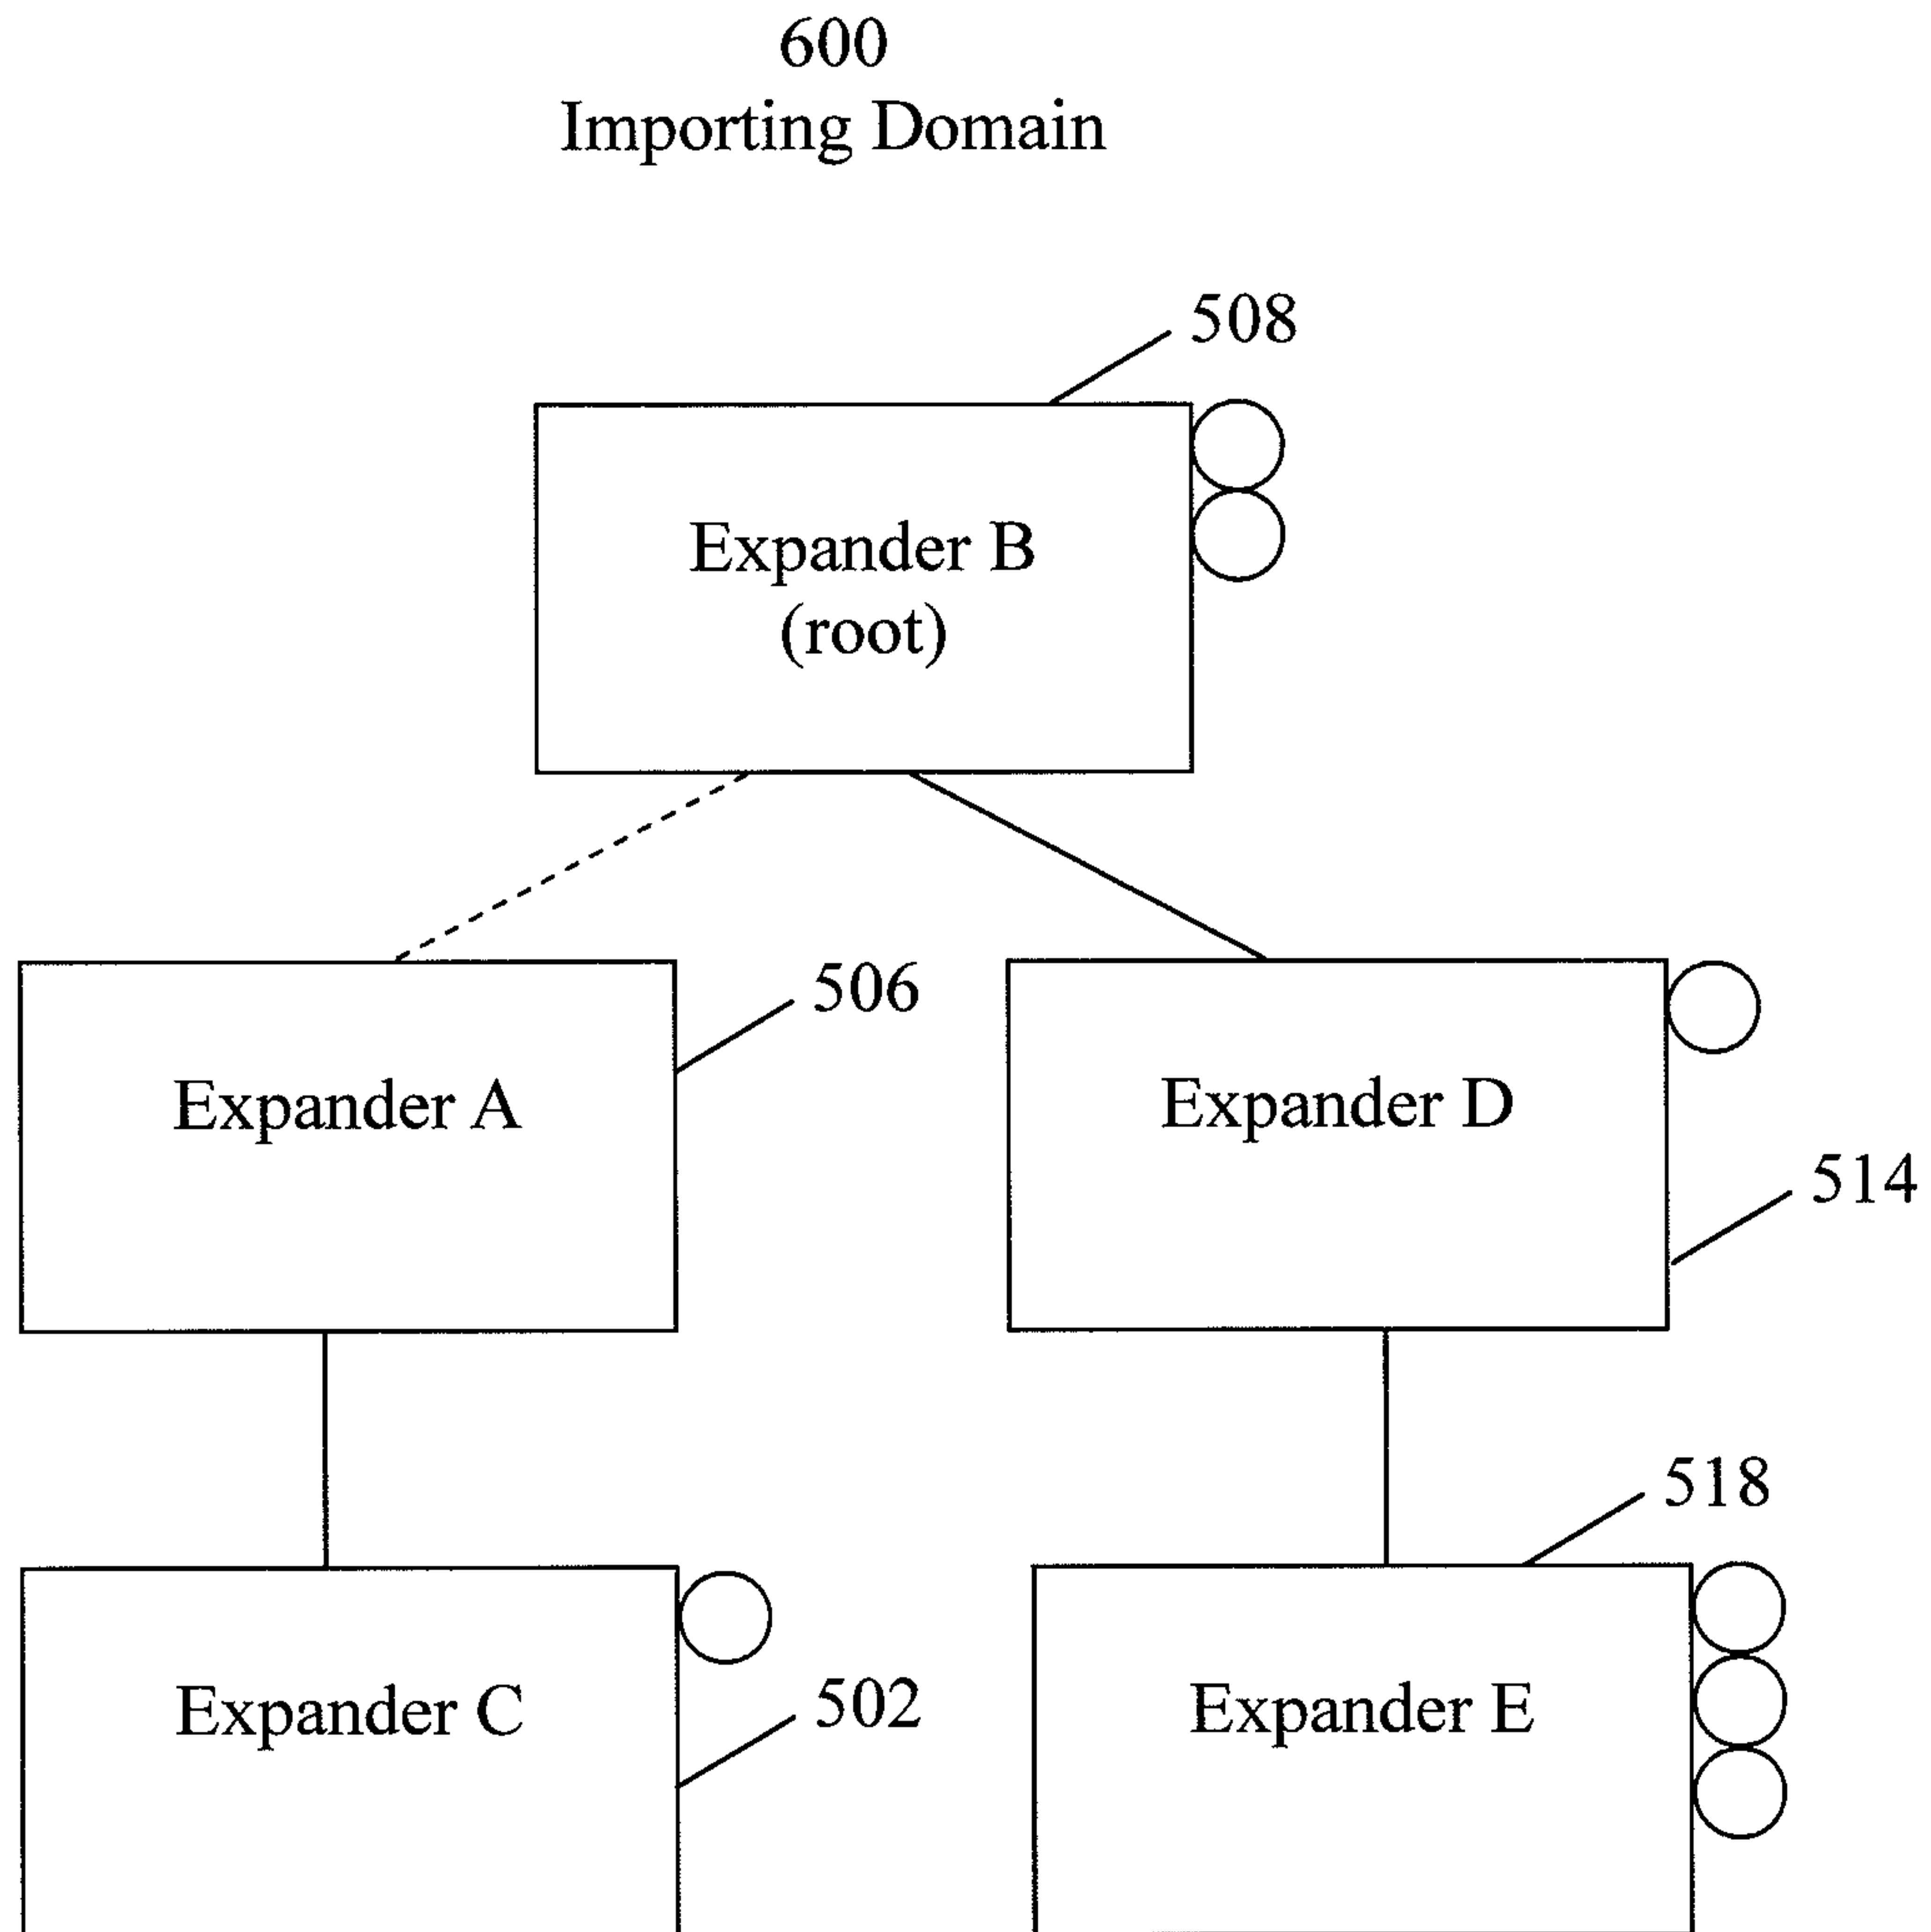 600
Importing Domain
508
Expander B
(root)
506
Expander A
Expander D
514
518
Expander C
502
Expander E